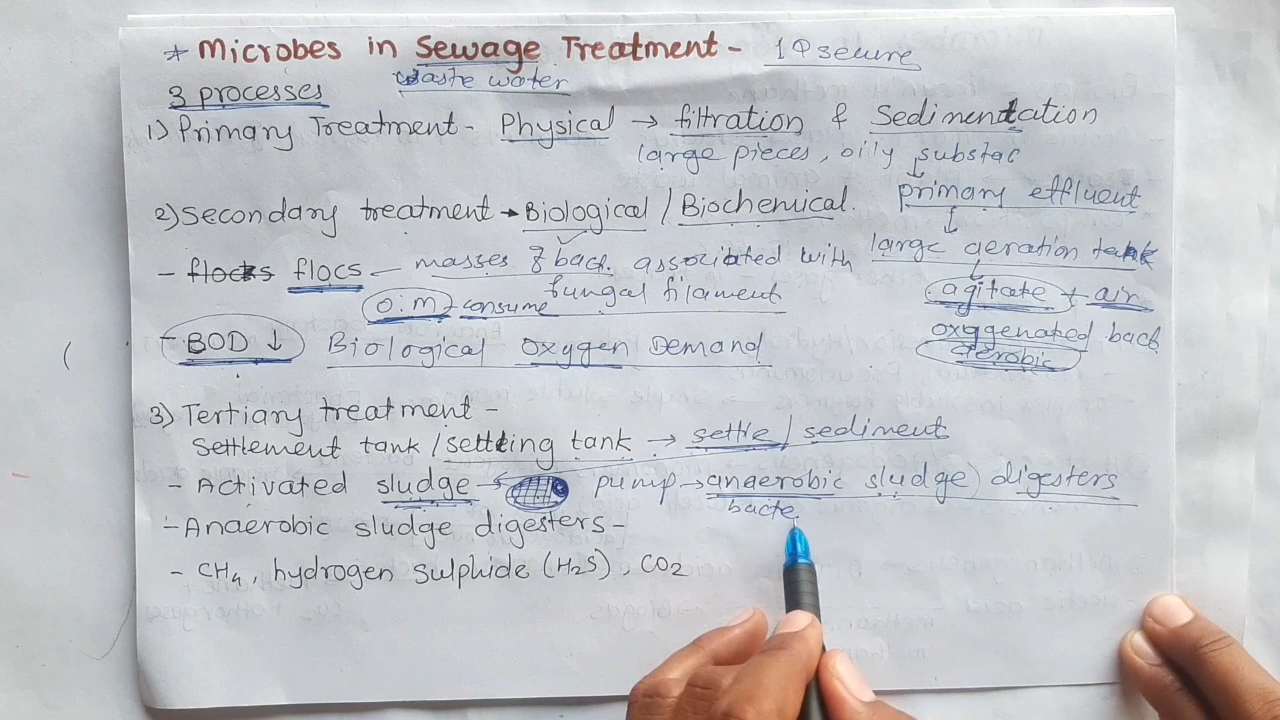 * Microbes in Sewage Treatment - 1° secure
waste water
3 processes
1) Primary Treatment - Physical → filtration & Sedimentation
large pieces, oily substac
↓
primary effluent
↓
2) Secondary treatment → Biological / Biochemical.
large aeration tank
- flocs - masses of bac. associated with
fungal filament
agitate + air
O.M - consume
oxygenated bact
aerobic
- BOD ↓ Biological Oxygen Demand
3) Tertiary treatment -
Settlement tank / settling tank → settle / sediment
- Activated sludge → pump → anaerobic sludge) digesters
bacte
- Anaerobic sludge digesters -
- CH4, hydrogen sulphide (H2S), CO2